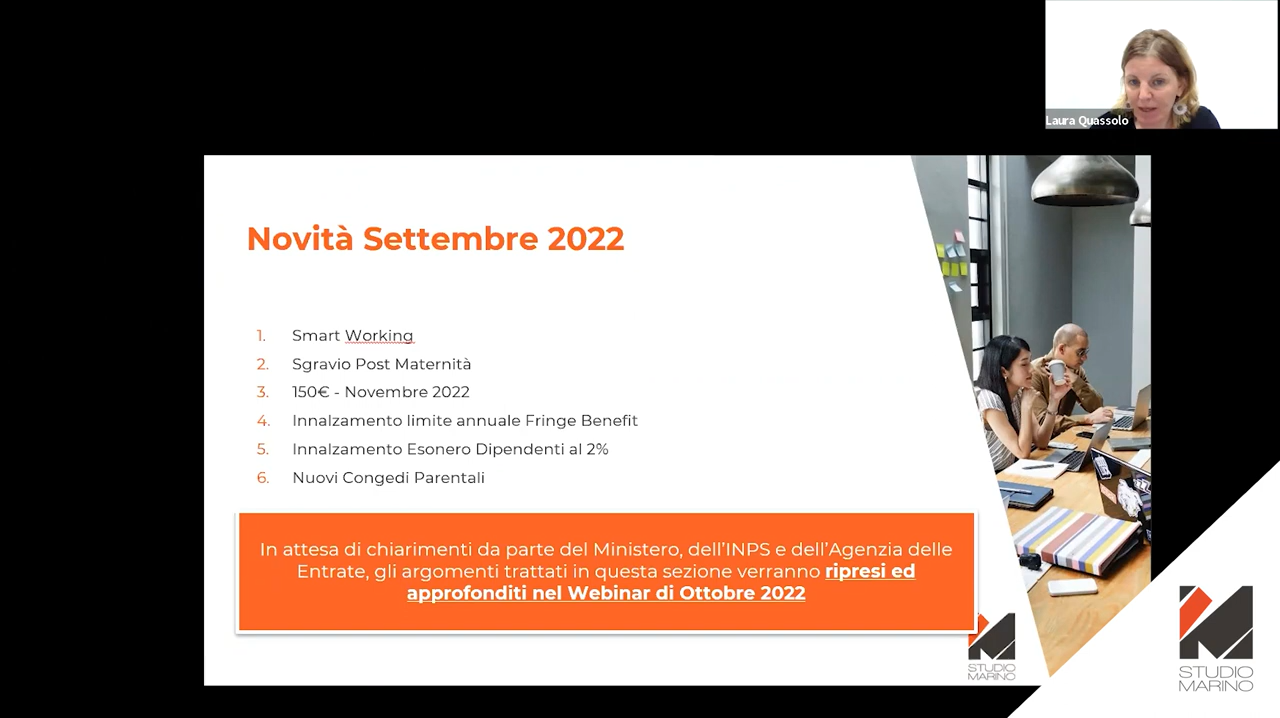 Laura Quassolo
Novità Settembre 2022
1. Smart Working
2. Sgravio Post Maternità
3. 150€ - Novembre 2022
4. Innalzamento limite annuale Fringe Benefit
5. Innalzamento Esonero Dipendenti al 2%
6. Nuovi Congedi Parentali
In attesa di chiarimenti da parte del Ministero, dell'INPS e dell'Agenzia delle
Entrate, gli argomenti trattati in questa sezione verranno ripresi ed
approfonditi nel Webinar di Ottobre 2022
STUDIO
MARINO
STUDIO
MARINO